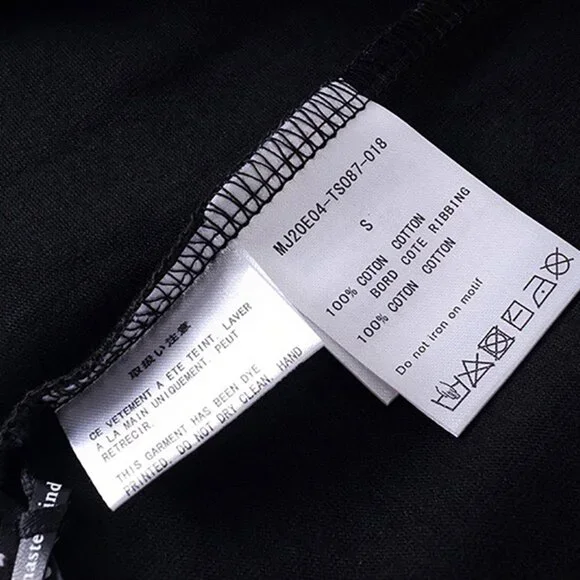 MJ20E04-TS087-018
S
100% COTON COTTON
BORD COTE RIBBING
100% COTON COTTON
Do not iron on motif
取扱い注意
CE VETEMENT A ETE TEINT. LAVER
A LA MAIN UNIQUEMENT. PEUT
RETRECIR.
THIS GARMENT HAS BEEN DYE
PRINTED. DO NOT DRY CLEAN. HAND